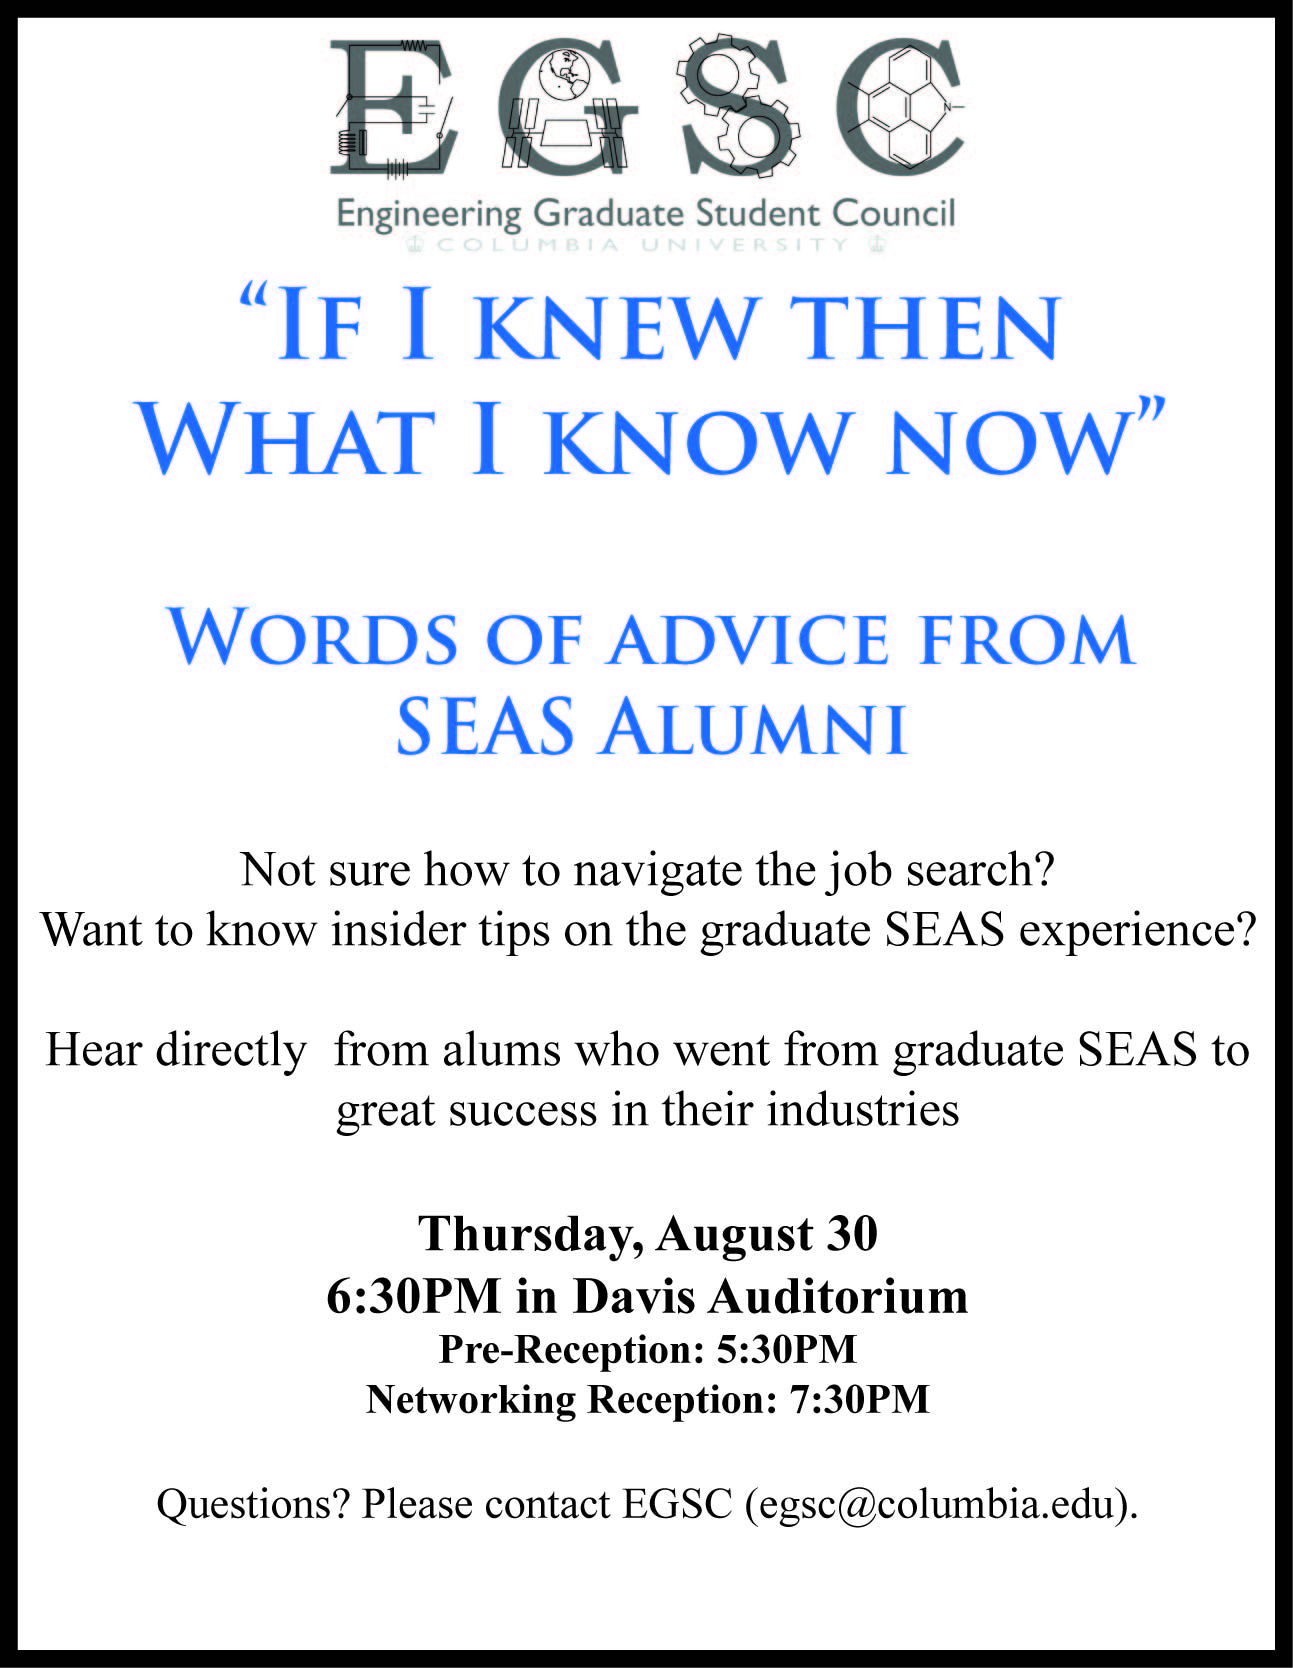 EGSC
N
Engineering Graduate Student Council
COLUMBIA UNIVERSITY
“If I knew then
What I know now”
Words of advice from
SEAS Alumni
Not sure how to navigate the job search?
Want to know insider tips on the graduate SEAS experience?
Hear directly  from alums who went from graduate SEAS to
great success in their industries
Thursday, August 30
6:30PM in Davis Auditorium
Pre-Reception: 5:30PM
Networking Reception: 7:30PM
Questions? Please contact EGSC (egsc@columbia.edu).